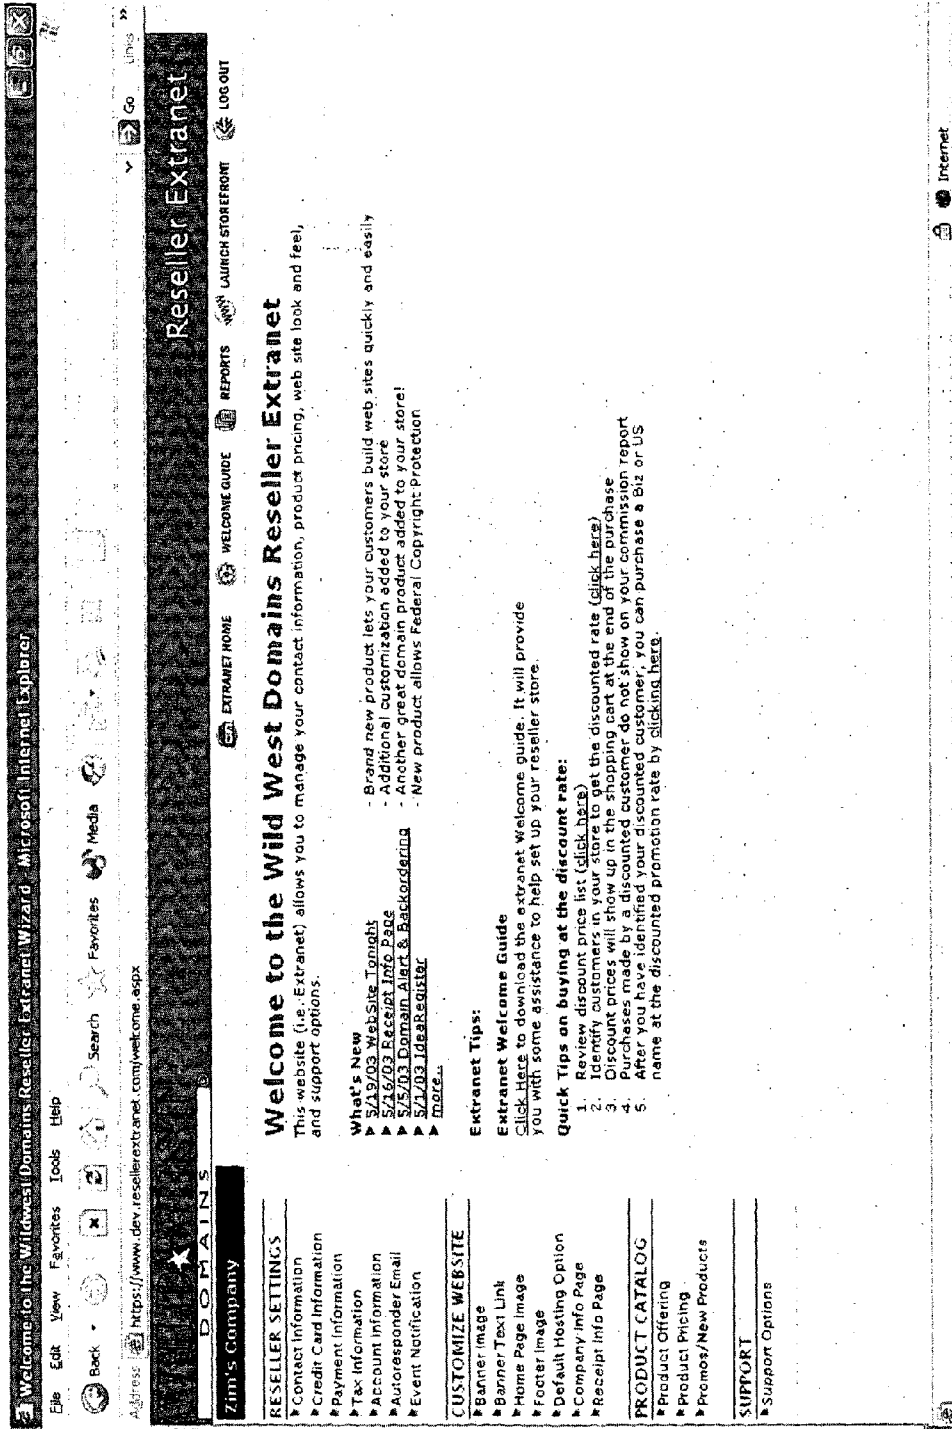 Welcome to the Wildwest Domains Reseller Extranet Wizard - Microsoft Internet Explorer
File Edit View Favorites Tools Help
Back Search Favorites Media
Address https://www.dev.resellerextranet.com/welcome.aspx Go Links »
DOMAINS
Reseller Extranet
Zim's Company
EXTRANET HOME WELCOME GUIDE REPORTS LAUNCH STOREFRONT LOG OUT
RESELLER SETTINGS
Contact Information
Credit Card Information
Payment Information
Tax Information
Account Information
Autoresponder Email
Event Notification
CUSTOMIZE WEBSITE
Banner Image
Banner Text Link
Home Page Image
Footer Image
Default Hosting Option
Company Info Page
Receipt Info Page
PRODUCT CATALOG
Product Offering
Product Pricing
Promos/New Products
SUPPORT
Support Options
Welcome to the Wild West Domains Reseller Extranet
This website (i.e. Extranet) allows you to manage your contact information, product pricing, web site look and feel,
and support options.
What's New
5/19/03 WebSite Tonight - Brand new product lets your customers build web sites quickly and easily
5/16/03 Receipt Info Page - Additional customization added to your store
5/5/03 Domain Alert & Backordering - Another great domain product added to your store!
5/1/03 IdeaRegister - New product allows Federal Copyright Protection
more..
Extranet Tips:
Extranet Welcome Guide
Click Here to download the extranet Welcome guide. It will provide
you with some assistance to help set up your reseller store.
Quick Tips on buying at the discount rate:
1. Review discount price list (click here)
2. Identify customers in your store to get the discounted rate (click here)
3. Discount prices will show up in the shopping cart at the end of the purchase
4. Purchases made by a discounted customer do not show on your commission report
5. After you have identified your discounted customer, you can purchase a Biz or US
name at the discounted promotion rate by clicking here.
Internet